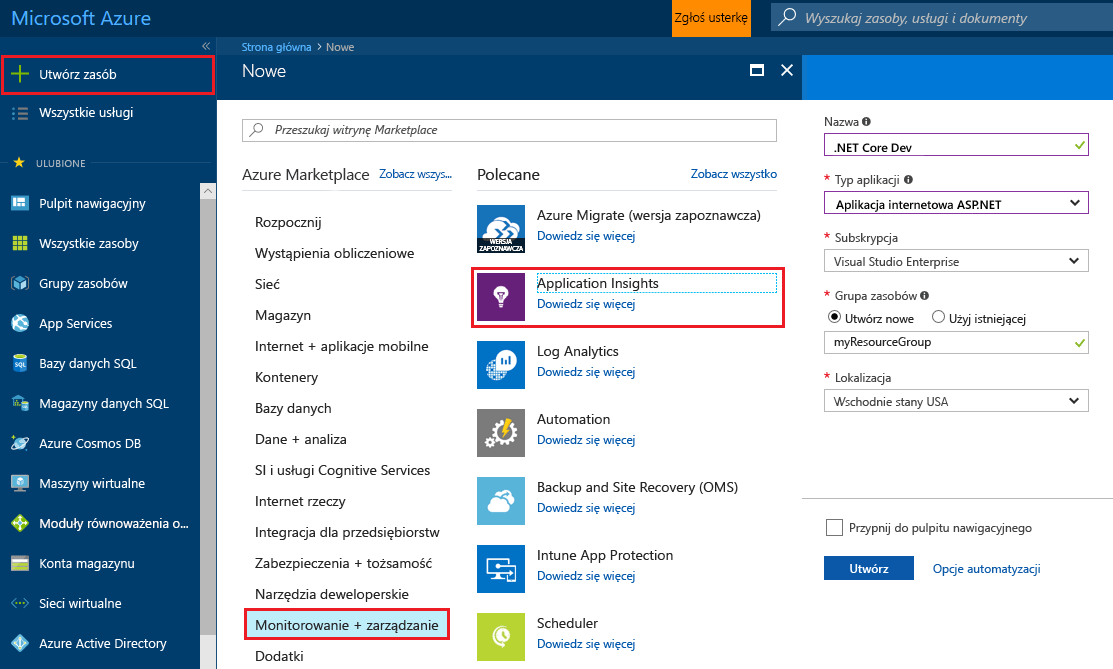 Microsoft Azure
Zgłoś usterkę
Wyszukaj zasoby, usługi i dokumenty
«
Utwórz zasób
Wszystkie usługi
ULUBIONE
Pulpit nawigacyjny
Wszystkie zasoby
Grupy zasobów
App Services
Bazy danych SQL
Magazyny danych SQL
Azure Cosmos DB
Maszyny wirtualne
Moduły równoważenia o...
Konta magazynu
Sieci wirtualne
Azure Active Directory
Strona główna > Nowe
Nowe
Przeszukaj witrynę Marketplace
Azure Marketplace Zobacz wszys...
Rozpocznij
Wystąpienia obliczeniowe
Sieć
Magazyn
Internet + aplikacje mobilne
Kontenery
Bazy danych
Dane + analiza
SI i usługi Cognitive Services
Internet rzeczy
Integracja dla przedsiębiorstw
Zabezpieczenia + tożsamość
Narzędzia deweloperskie
Monitorowanie + zarządzanie
Dodatki
Polecane Zobacz wszystko
WERSJA
ZAPOZNAWCZA
Azure Migrate (wersja zapoznawcza)
Dowiedz się więcej
Application Insights
Dowiedz się więcej
Log Analytics
Dowiedz się więcej
Automation
Dowiedz się więcej
Backup and Site Recovery (OMS)
Dowiedz się więcej
Intune App Protection
Dowiedz się więcej
Scheduler
Dowiedz się więcej
Nazwa
.NET Core Dev
* Typ aplikacji
Aplikacja internetowa ASP.NET
* Subskrypcja
Visual Studio Enterprise
* Grupa zasobów
Utwórz nowe Użyj istniejącej
myResourceGroup
* Lokalizacja
Wschodnie stany USA
Przypnij do pulpitu nawigacyjnego
Utwórz Opcje automatyzacji